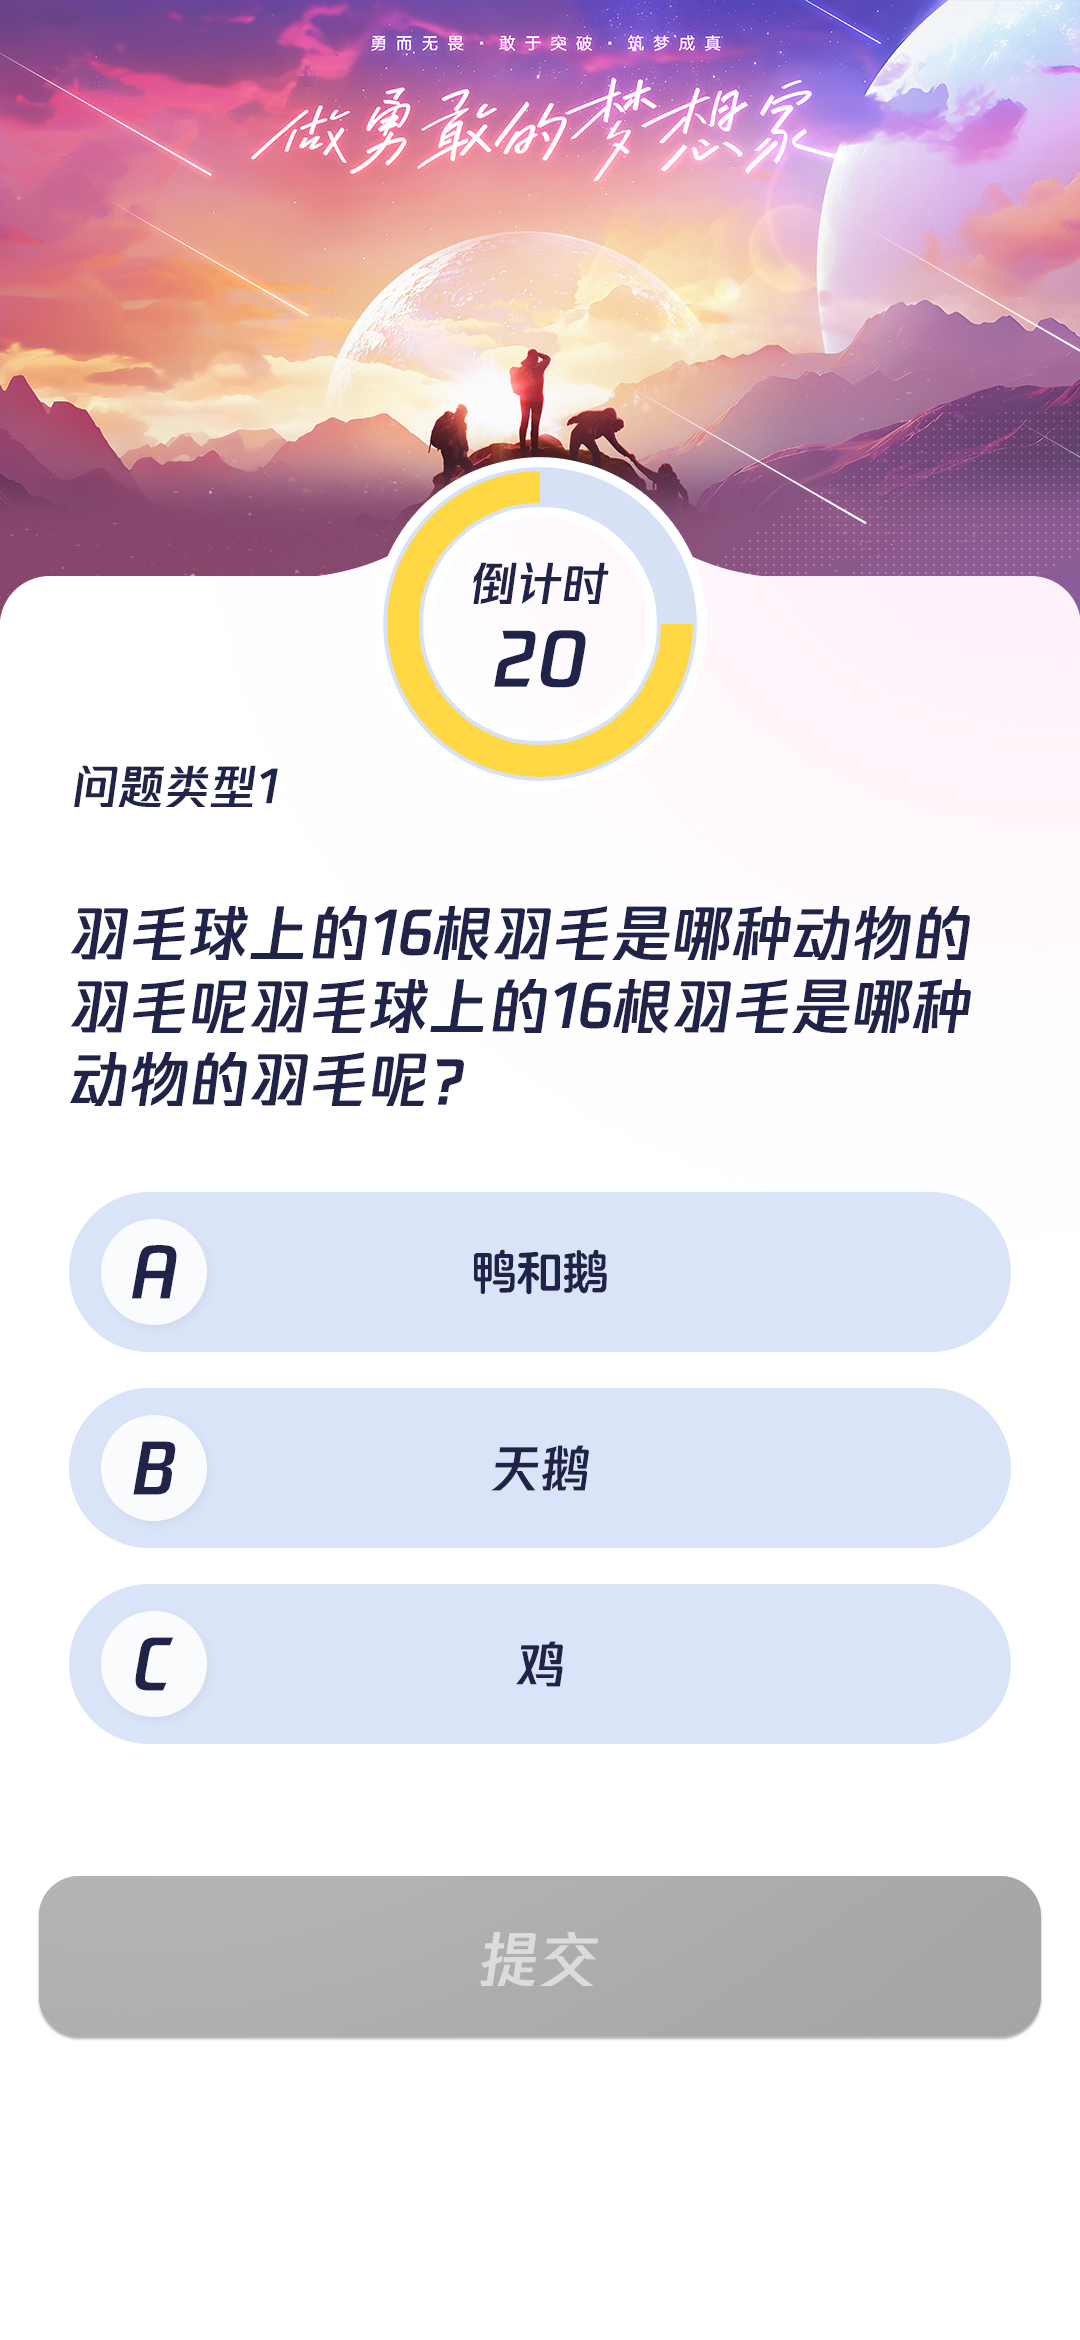 勇而无畏·敢于突破·筑梦成真
做勇敢的梦想家
倒计时
20
问题类型1
羽毛球上的16根羽毛是哪种动物的
羽毛呢羽毛球上的16根羽毛是哪种
动物的羽毛呢?
A 鸭和鹅
B 天鹅
C 鸡
提交